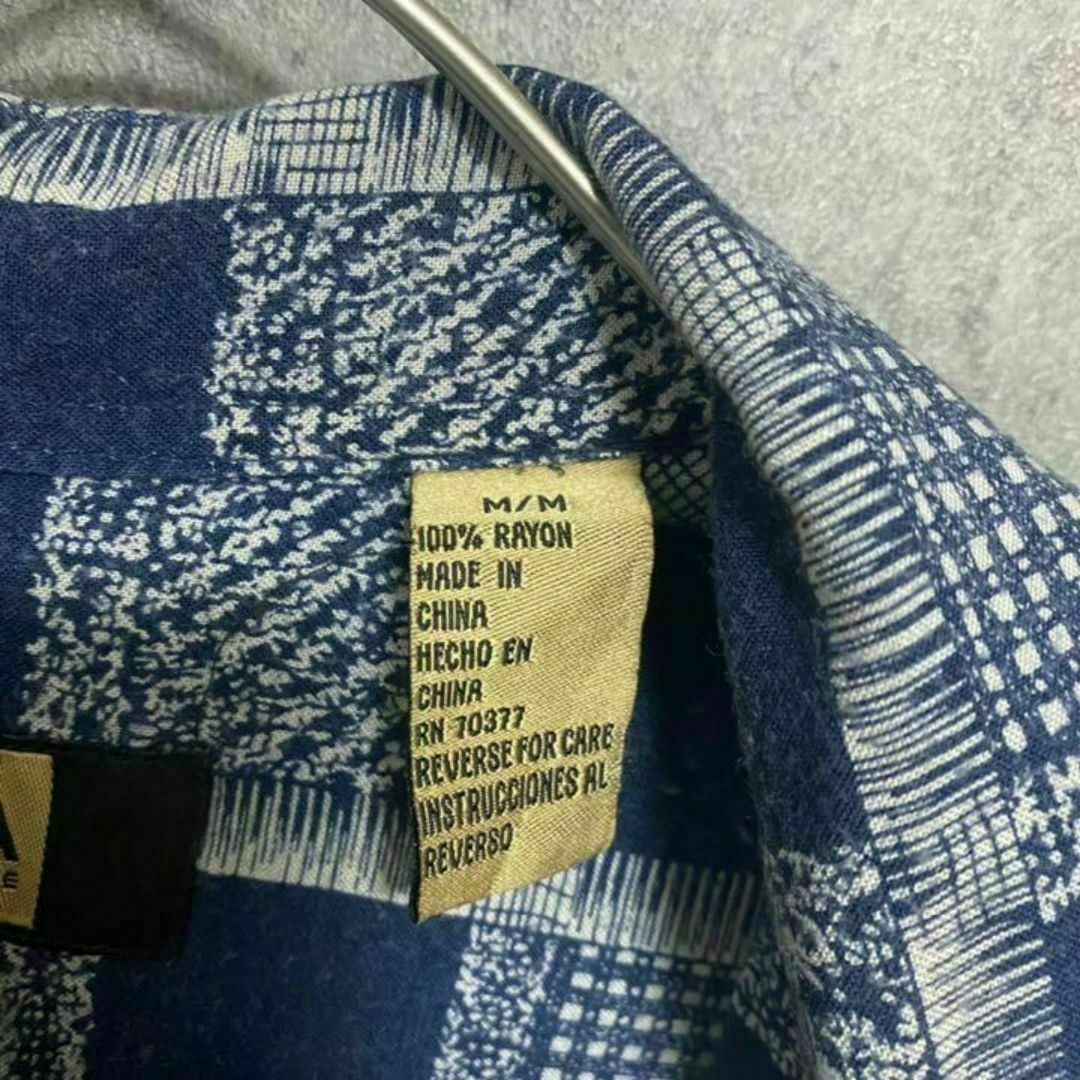 M/M
100% RAYON
MADE IN
CHINA
HECHO EN
CHINA
RN 70377
REVERSE FOR CARE
INSTRUCCIONES AL
REVERSO
A
E